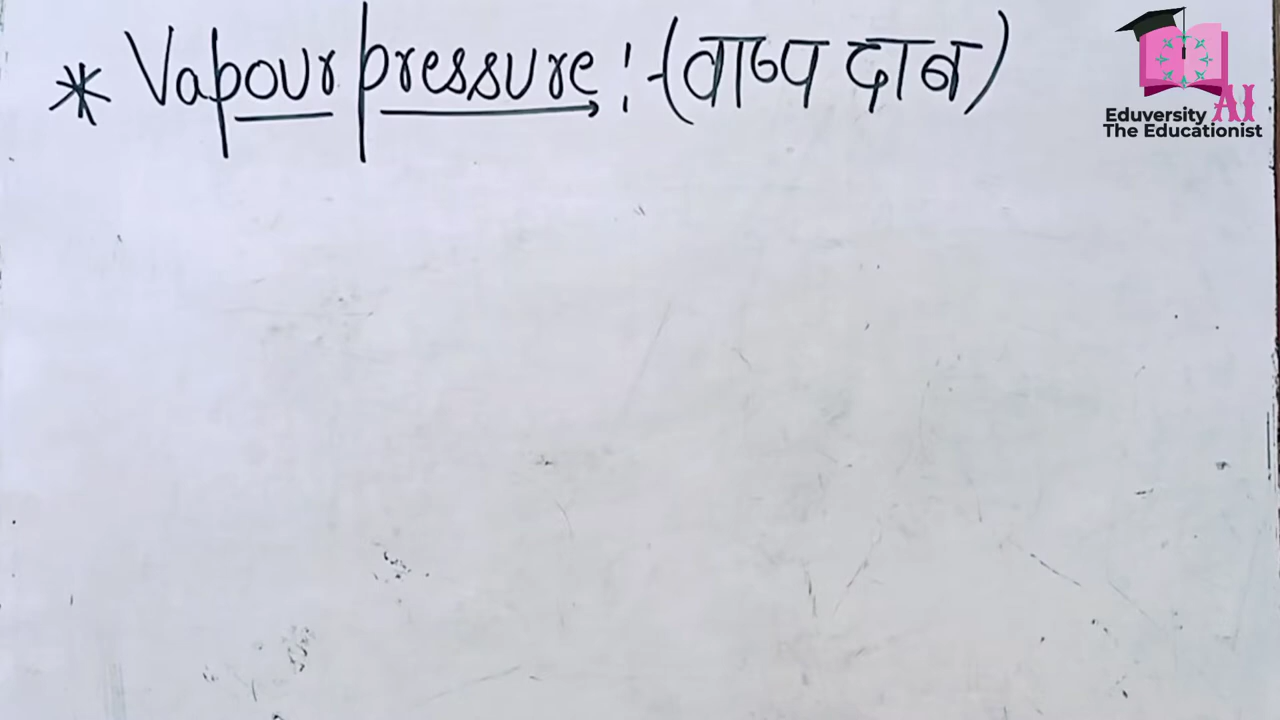 * Vapour pressure :- (वाष्प दाब)
Eduversity AI
The Educationist